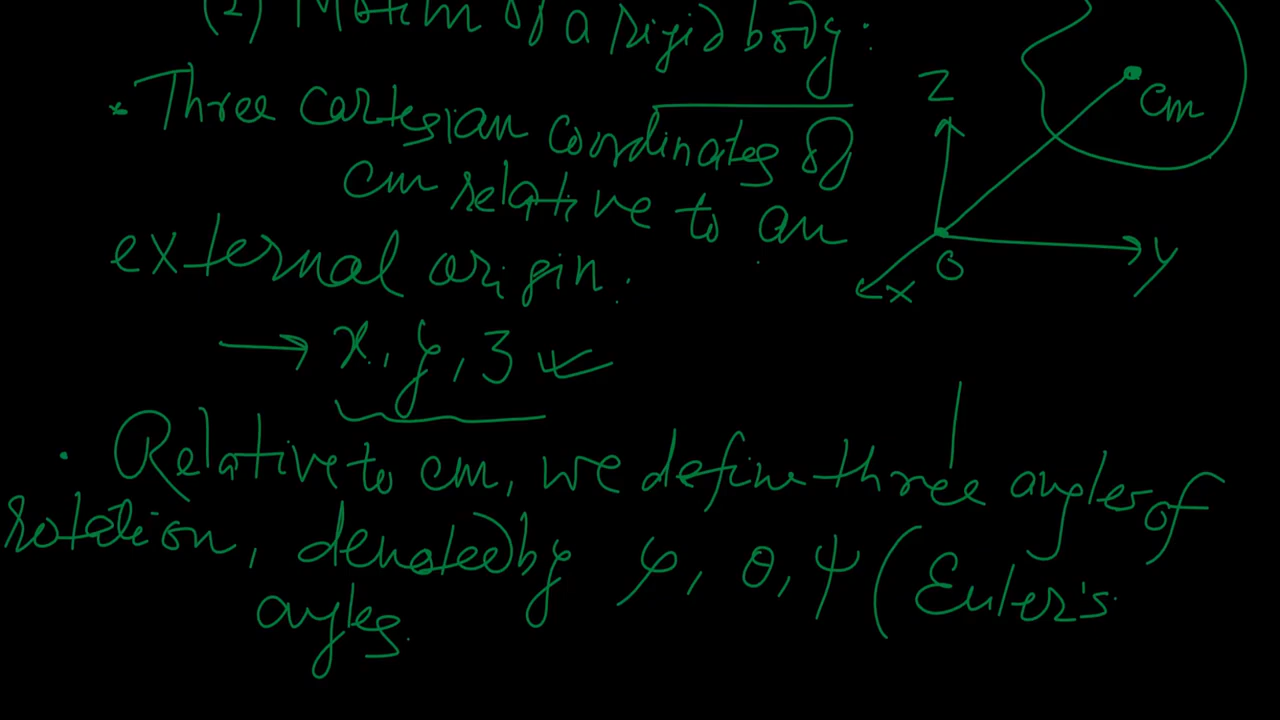 (2) Motion of a rigid body:
Z
cm
* Three cartesian coordinates of
cm relative to an
external origin.
O
y
x
→ x, y, z ✓
· Relative to cm, we define three angles of
rotation, denoted by φ, θ, ψ (Euler's
angles.